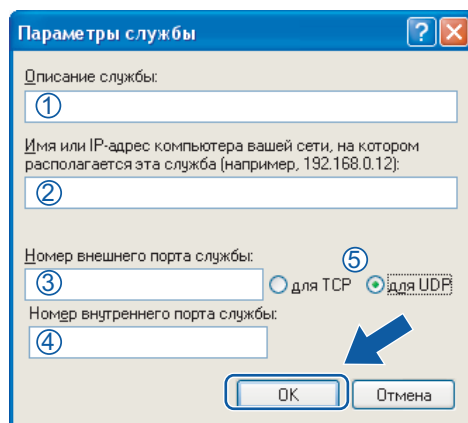 Параметры службы
Описание службы:
①
Имя или IP-адрес компьютера вашей сети, на котором
располагается эта служба (например, 192.168.0.12):
②
Номер внешнего порта службы:
⑤
③ для TCP для UDP
Номер внутреннего порта службы:
④
OK Отмена